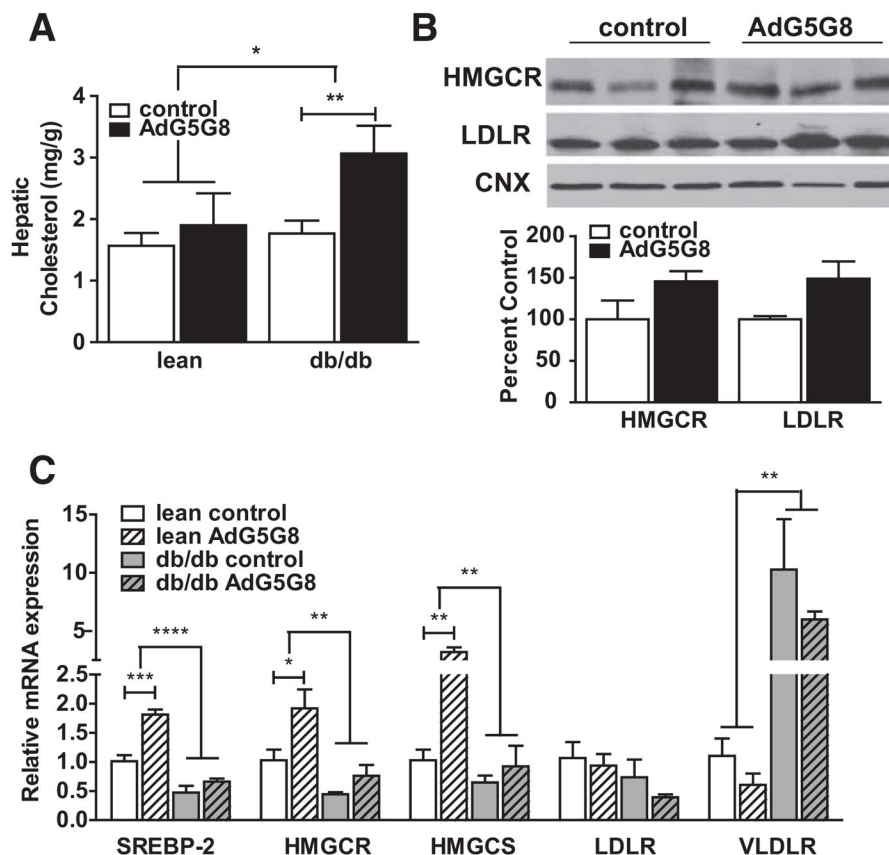 A
*
**
control
AdG5G8
4
3
2
1
0
Hepatic
Cholesterol (mg/g)
lean db/db
B
control AdG5G8
HMGCR
LDLR
CNX
control
AdG5G8
200
150
100
50
0
Percent Control
HMGCR LDLR
C
lean control
lean AdG5G8
db/db control
db/db AdG5G8
15
10
5
2.5
2.0
1.5
1.0
0.5
0.0
Relative mRNA expression
****
***
**
*
**
**
**
SREBP-2 HMGCR HMGCS LDLR VLDLR